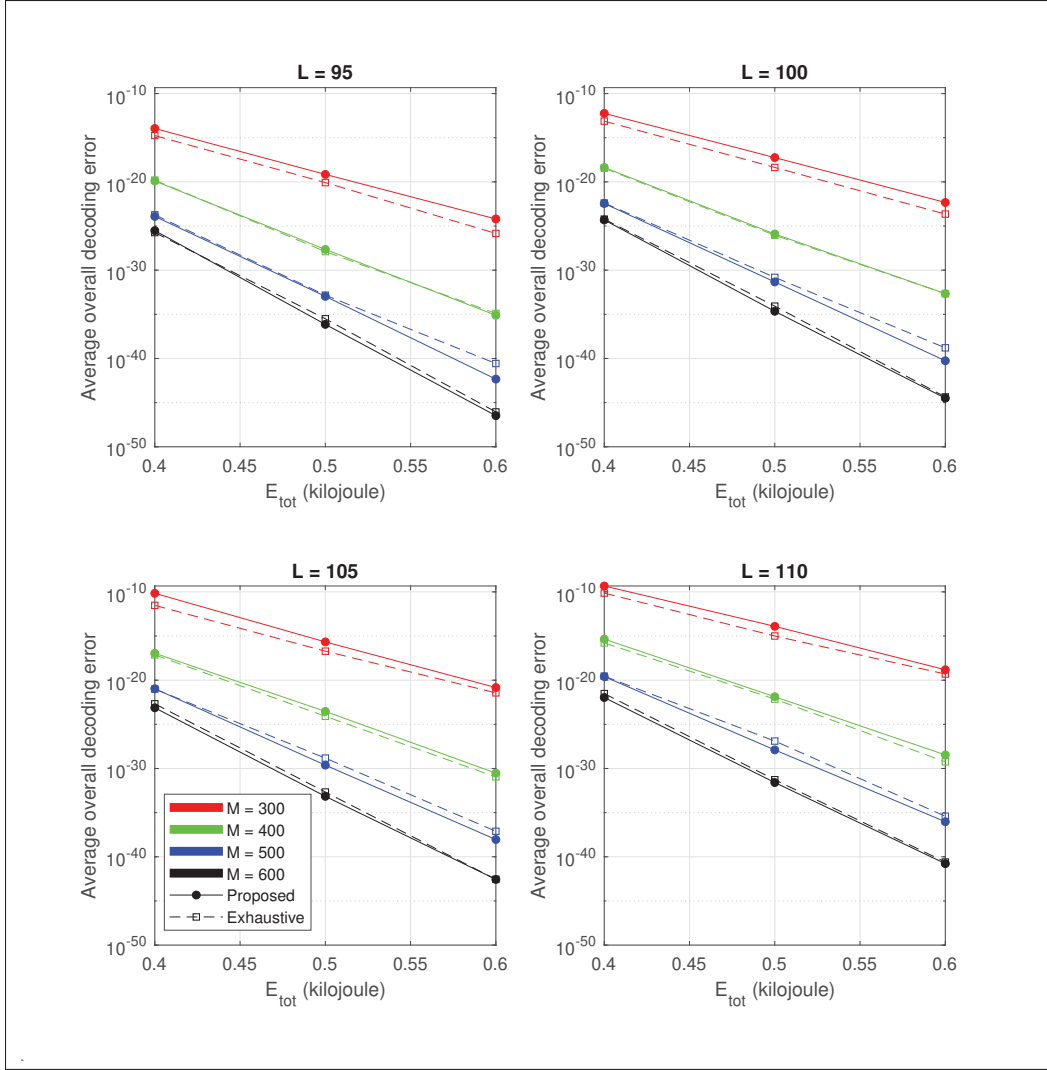 L = 95
10^-10
10^-20
10^-30
10^-40
10^-50
Average overall decoding error
0.4 0.45 0.5 0.55 0.6
E_tot (kilojoule)
L = 100
10^-10
10^-20
10^-30
10^-40
10^-50
Average overall decoding error
0.4 0.45 0.5 0.55 0.6
E_tot (kilojoule)
L = 105
10^-10
10^-20
10^-30
10^-40
10^-50
Average overall decoding error
M = 300
M = 400
M = 500
M = 600
Proposed
Exhaustive
0.4 0.45 0.5 0.55 0.6
E_tot (kilojoule)
L = 110
10^-10
10^-20
10^-30
10^-40
10^-50
Average overall decoding error
0.4 0.45 0.5 0.55 0.6
E_tot (kilojoule)